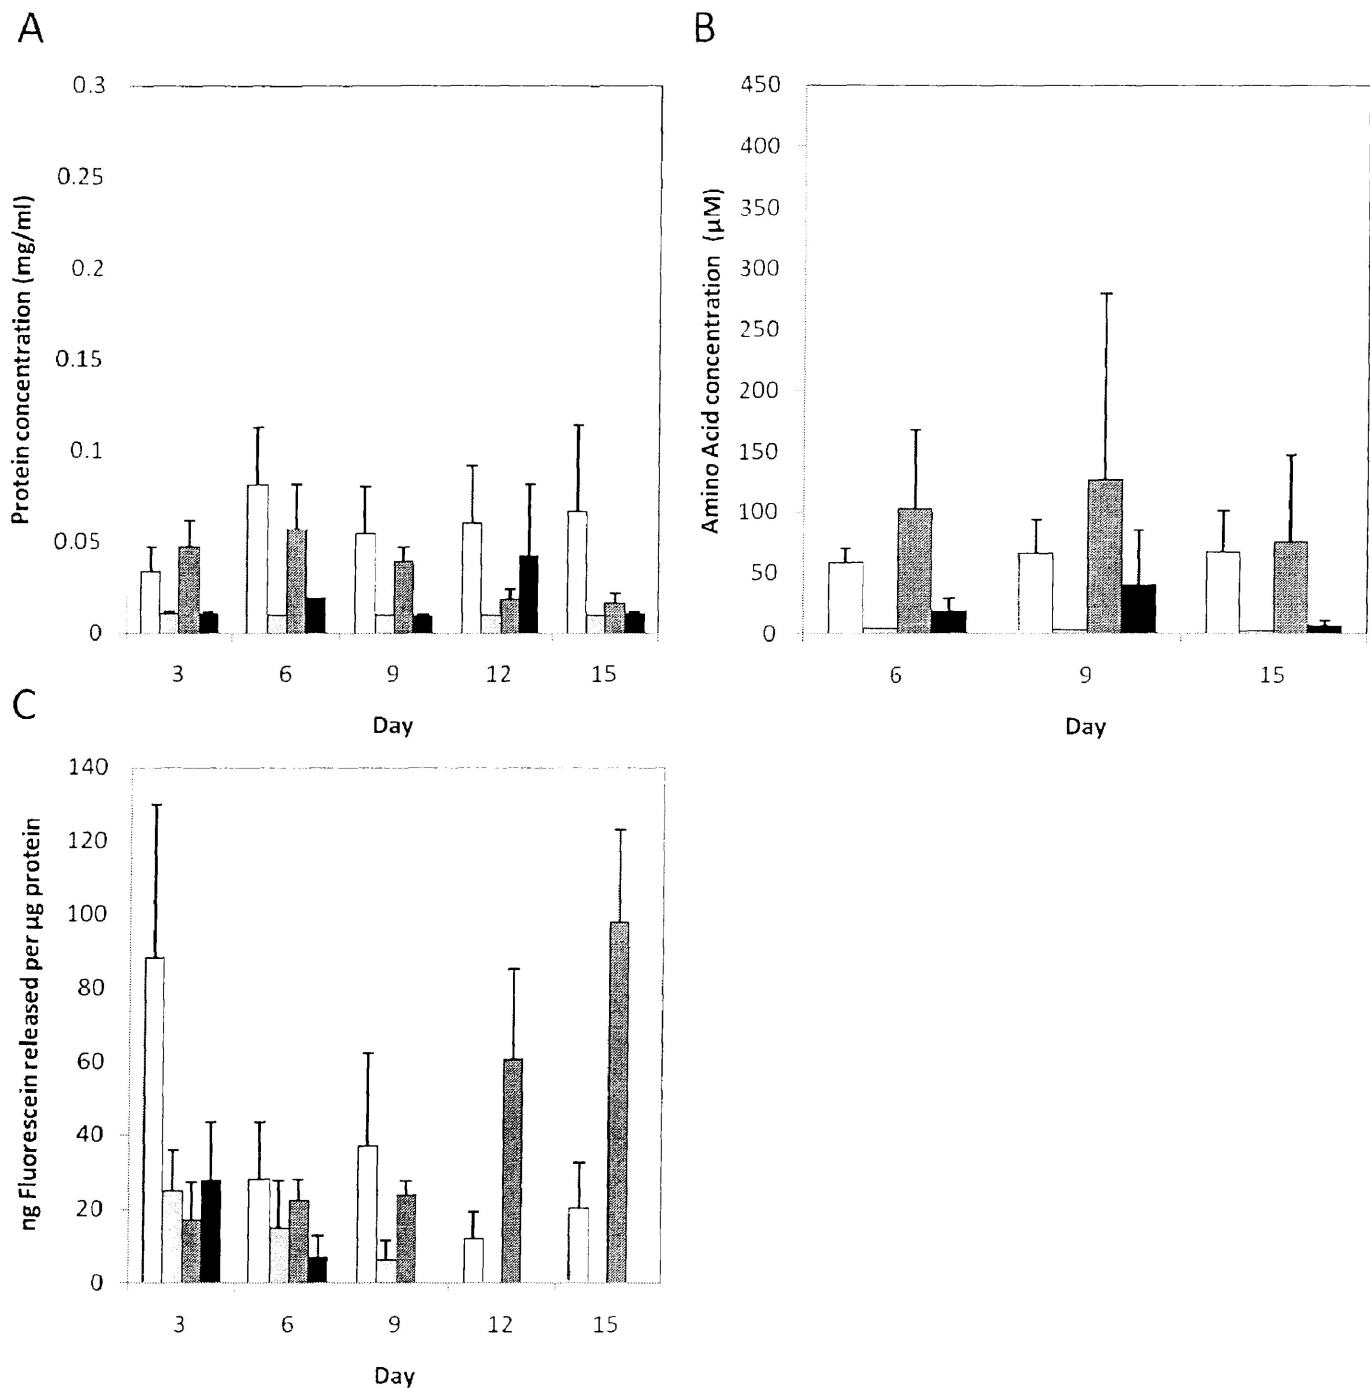 A
Protein concentration (mg/ml)
0.3
0.25
0.2
0.15
0.1
0.05
0
3 6 9 12 15
Day
B
Amino Acid concentration (µM)
450
400
350
300
250
200
150
100
50
0
6 9 15
Day
C
ng Fluorescein released per µg protein
140
120
100
80
60
40
20
0
3 6 9 12 15
Day